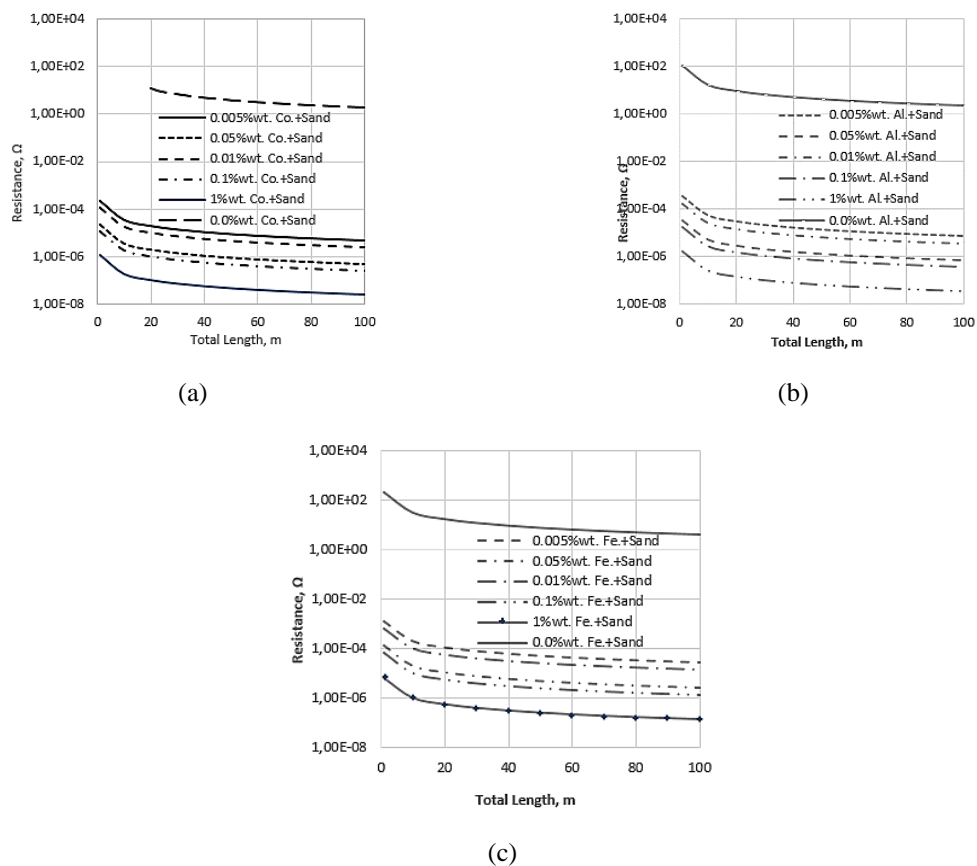 1,00E+04
1,00E+02
1,00E+00
1,00E-02
1,00E-04
1,00E-06
1,00E-08
Resistance, Ω
0.005%wt. Co.+Sand
0.05%wt. Co.+Sand
0.01%wt. Co.+Sand
0.1%wt. Co.+Sand
1%wt. Co.+Sand
0.0%wt. Co.+Sand
0 20 40 60 80 100
Total Length, m
(a)
1,00E+04
1,00E+02
1,00E+00
1,00E-02
1,00E-04
1,00E-06
1,00E-08
Resistance, Ω
0.005%wt. Al.+Sand
0.05%wt. Al.+Sand
0.01%wt. Al.+Sand
0.1%wt. Al.+Sand
1%wt. Al.+Sand
0.0%wt. Al.+Sand
0 20 40 60 80 100
Total Length, m
(b)
1,00E+04
1,00E+02
1,00E+00
1,00E-02
1,00E-04
1,00E-06
1,00E-08
Resistance, Ω
0.005%wt. Fe.+Sand
0.05%wt. Fe.+Sand
0.01%wt. Fe.+Sand
0.1%wt. Fe.+Sand
1%wt. Fe.+Sand
0.0%wt. Fe.+Sand
0 20 40 60 80 100
Total Length, m
(c)